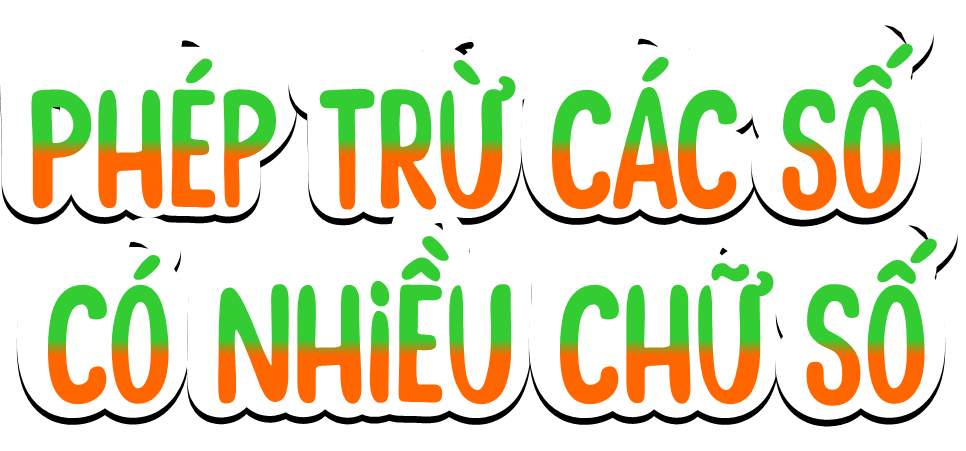 PHÉP TRỪ CÁC SỐ
CÓ NHIỀU CHỮ SỐ